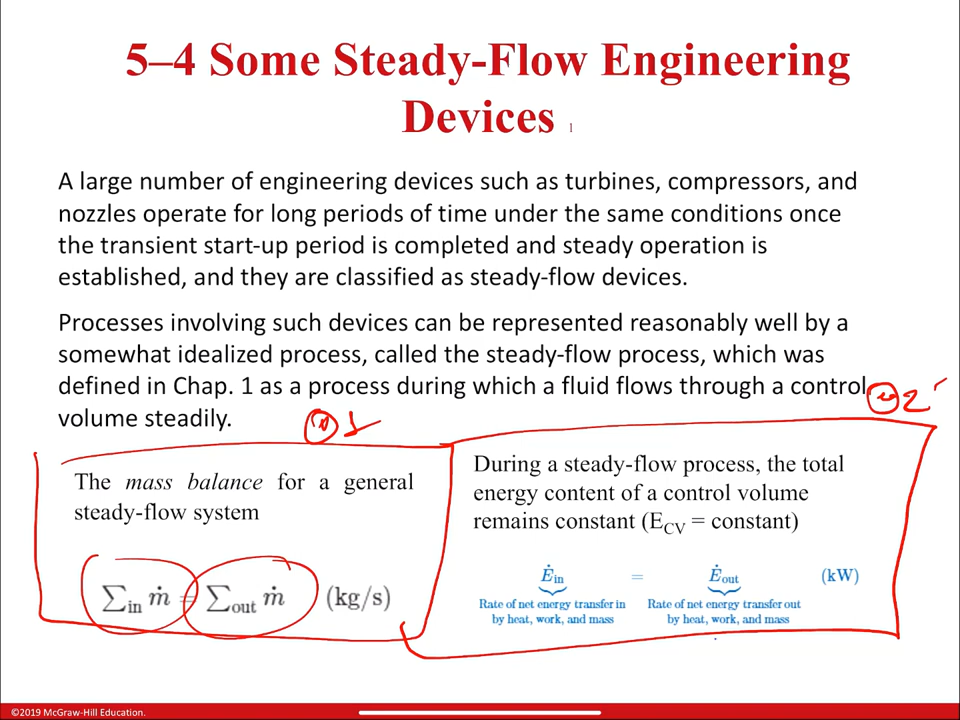 5–4 Some Steady-Flow Engineering
Devices 1
A large number of engineering devices such as turbines, compressors, and
nozzles operate for long periods of time under the same conditions once
the transient start-up period is completed and steady operation is
established, and they are classified as steady-flow devices.
Processes involving such devices can be represented reasonably well by a
somewhat idealized process, called the steady-flow process, which was
defined in Chap. 1 as a process during which a fluid flows through a control
volume steadily.
1
2
The mass balance for a general
steady-flow system
∑in ṁ = ∑out ṁ (kg/s)
During a steady-flow process, the total
energy content of a control volume
remains constant (ECV = constant)
Ėin = Ėout (kW)
Rate of net energy transfer in Rate of net energy transfer out
by heat, work, and mass by heat, work, and mass
©2019 McGraw-Hill Education.